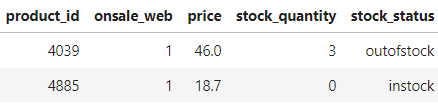 product_id onsale_web price stock_quantity stock_status
4039 1 46.0 3 outofstock
4885 1 18.7 0 instock